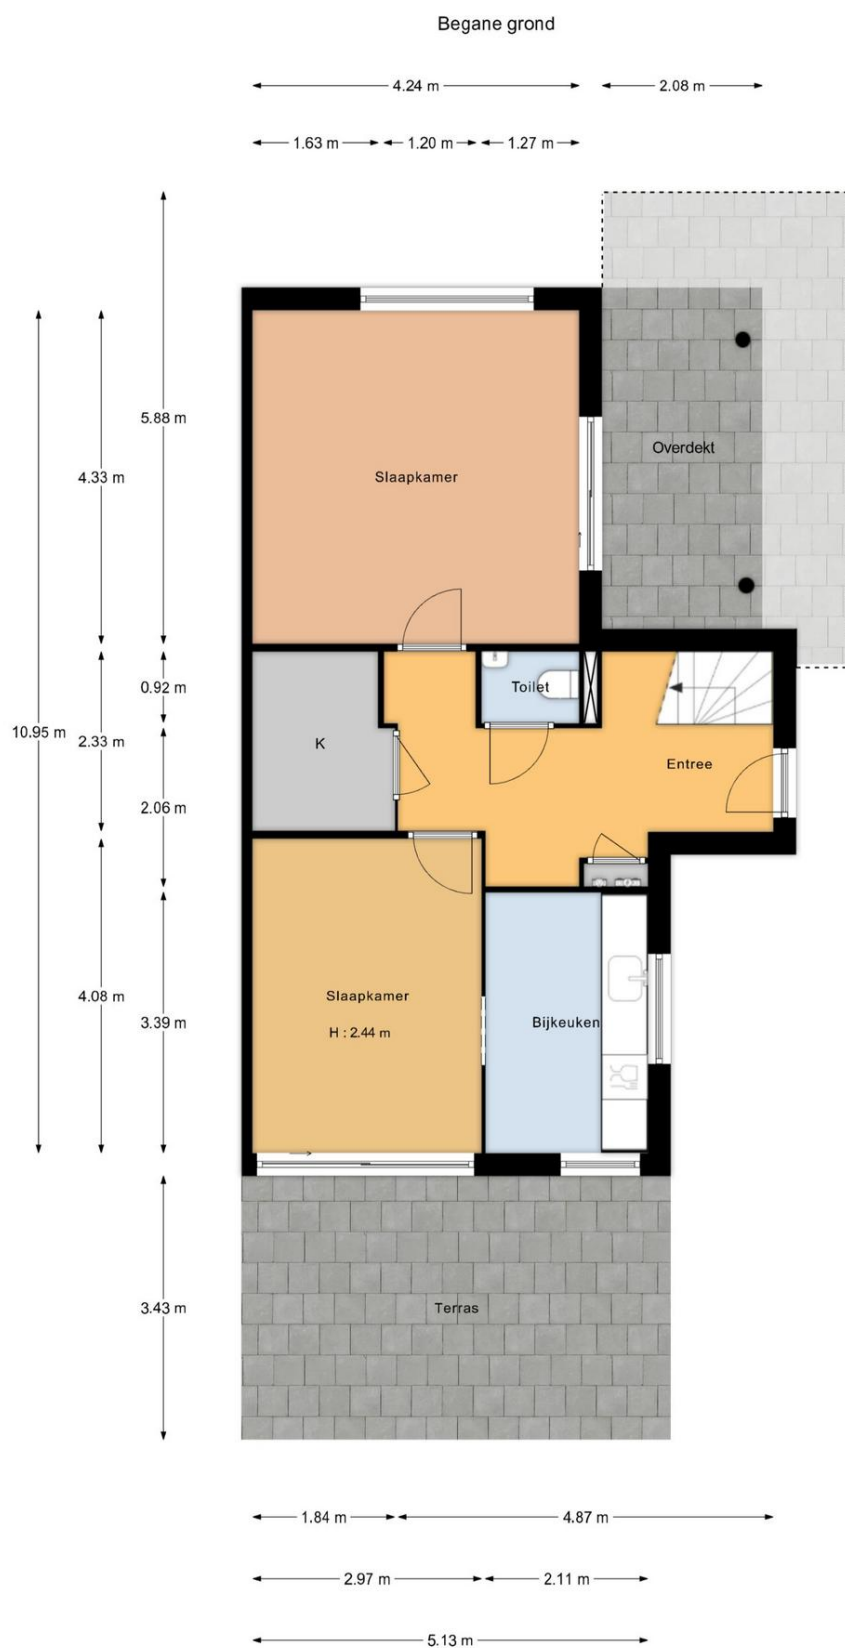 Begane grond
4.24 m
2.08 m
1.63 m
1.20 m
1.27 m
5.88 m
Overdekt
4.33 m
Slaapkamer
0.92 m
Toilet
10.95 m
2.33 m
K
Entree
2.06 m
4.08 m
Slaapkamer
3.39 m
Bijkeuken
H : 2.44 m
3.43 m
Terras
1.84 m
4.87 m
2.97 m
2.11 m
5.13 m